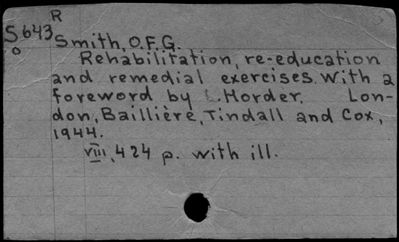 R
S643 Smith, O.F.G.
o
Rehabilitation, re-education
and remedial exercises. With a
foreword by L. Horder. Lon-
don, Baillière, Tindall and Cox,
1944.
viii, 424 p. with ill.